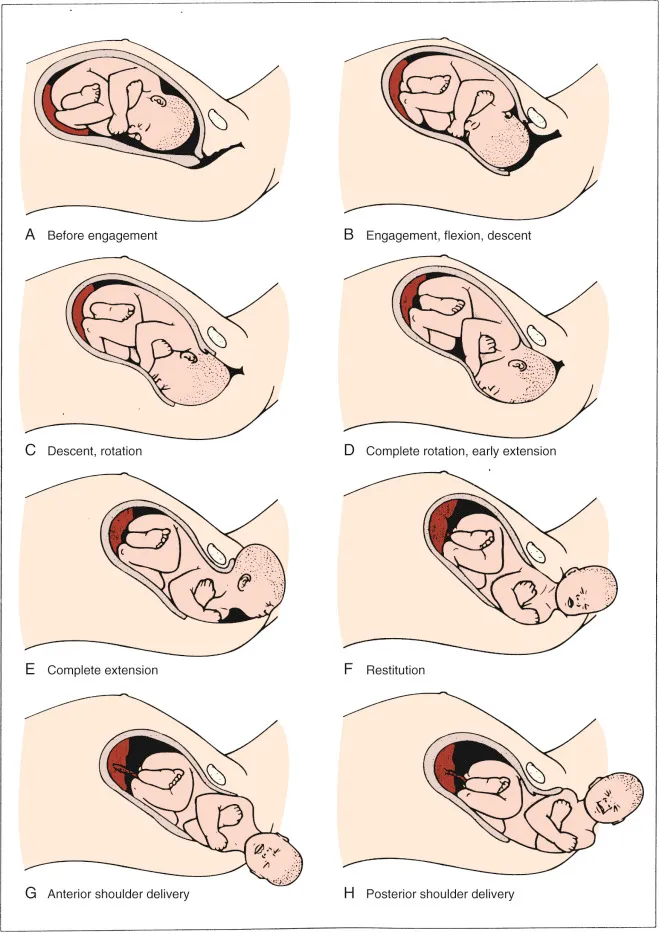 A Before engagement
B Engagement, flexion, descent
C Descent, rotation
D Complete rotation, early extension
E Complete extension
F Restitution
G Anterior shoulder delivery
H Posterior shoulder delivery